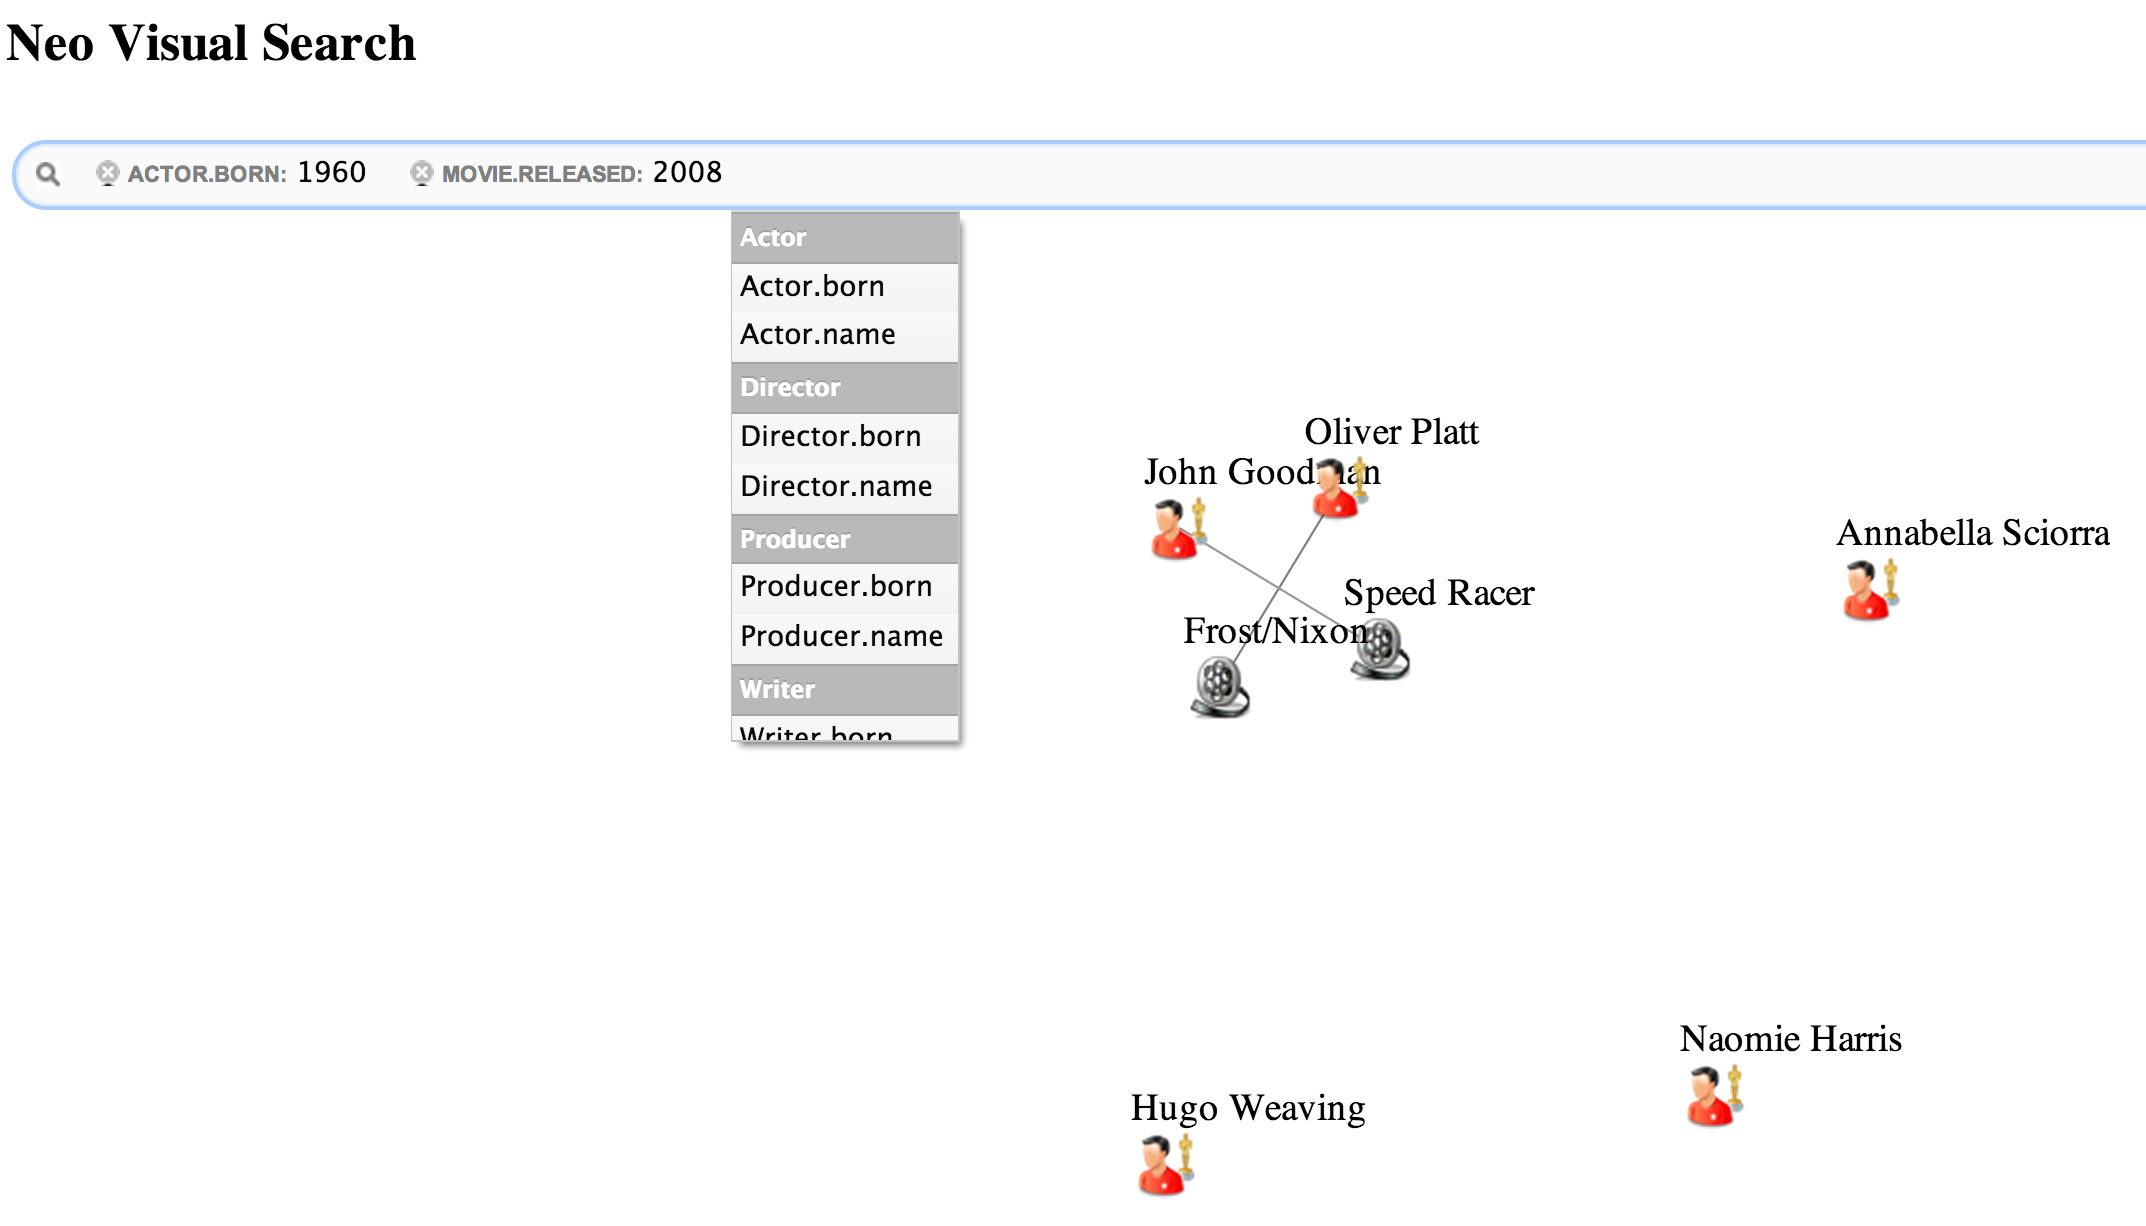 Neo Visual Search
ACTOR.BORN: 1960 MOVIE.RELEASED: 2008
Actor
Actor.born
Actor.name
Director
Director.born
Director.name
Producer
Producer.born
Producer.name
Writer
Writer.born
Oliver Platt
John Goodman
Annabella Sciorra
Speed Racer
Frost/Nixon
Naomie Harris
Hugo Weaving